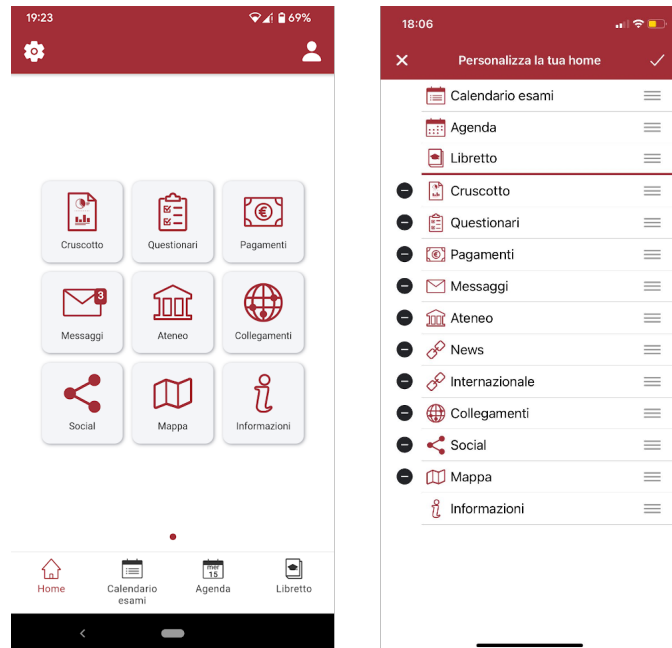 19:23
69%
3
Cruscotto
Questionari
Pagamenti
Messaggi
Ateneo
Collegamenti
Social
Mappa
Informazioni
mer
15
Home
Calendario
esami
Agenda
Libretto
18:06
Personalizza la tua home
Calendario esami
Agenda
Libretto
Cruscotto
Questionari
Pagamenti
Messaggi
Ateneo
News
Internazionale
Collegamenti
Social
Mappa
Informazioni